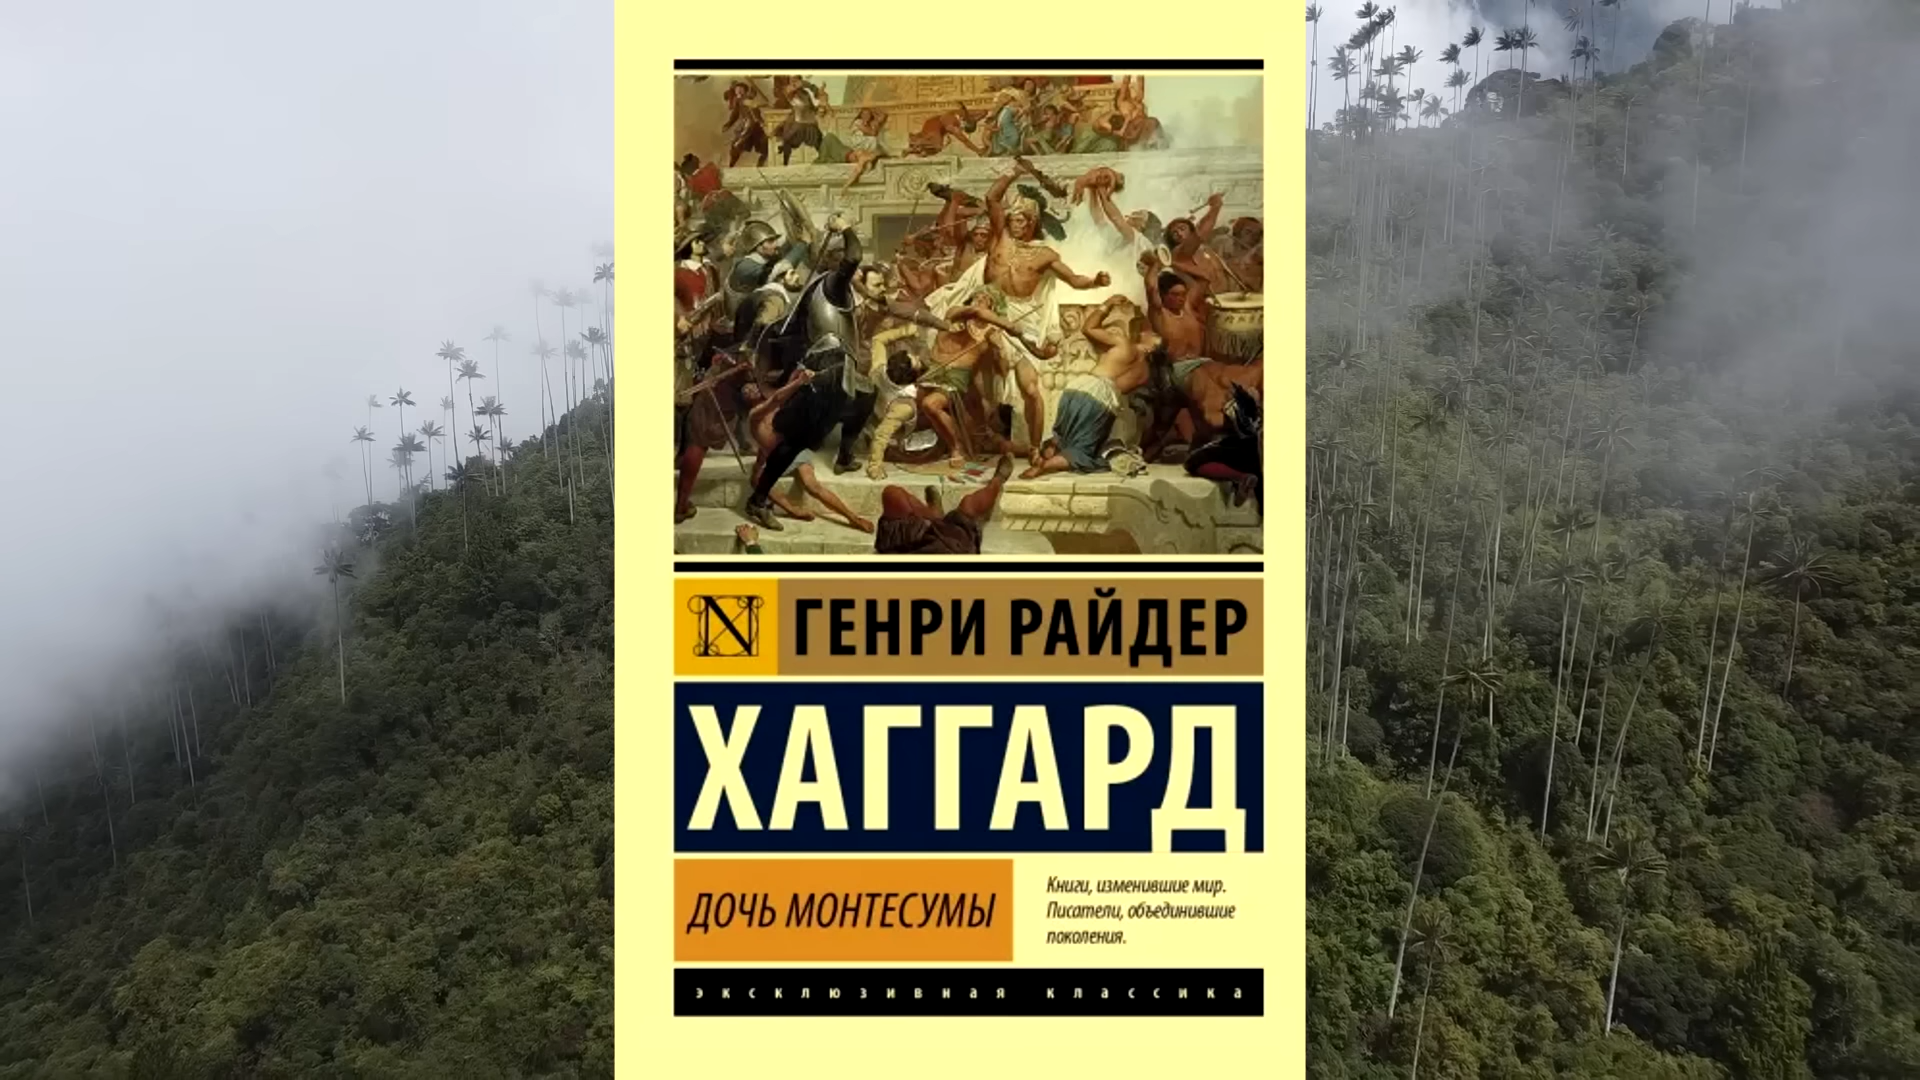 N ГЕНРИ РАЙДЕР
ХАГГАРД
ДОЧЬ МОНТЕСУМЫ
Книги, изменившие мир.
Писатели, объединившие
поколения.
эксклюзивная классика